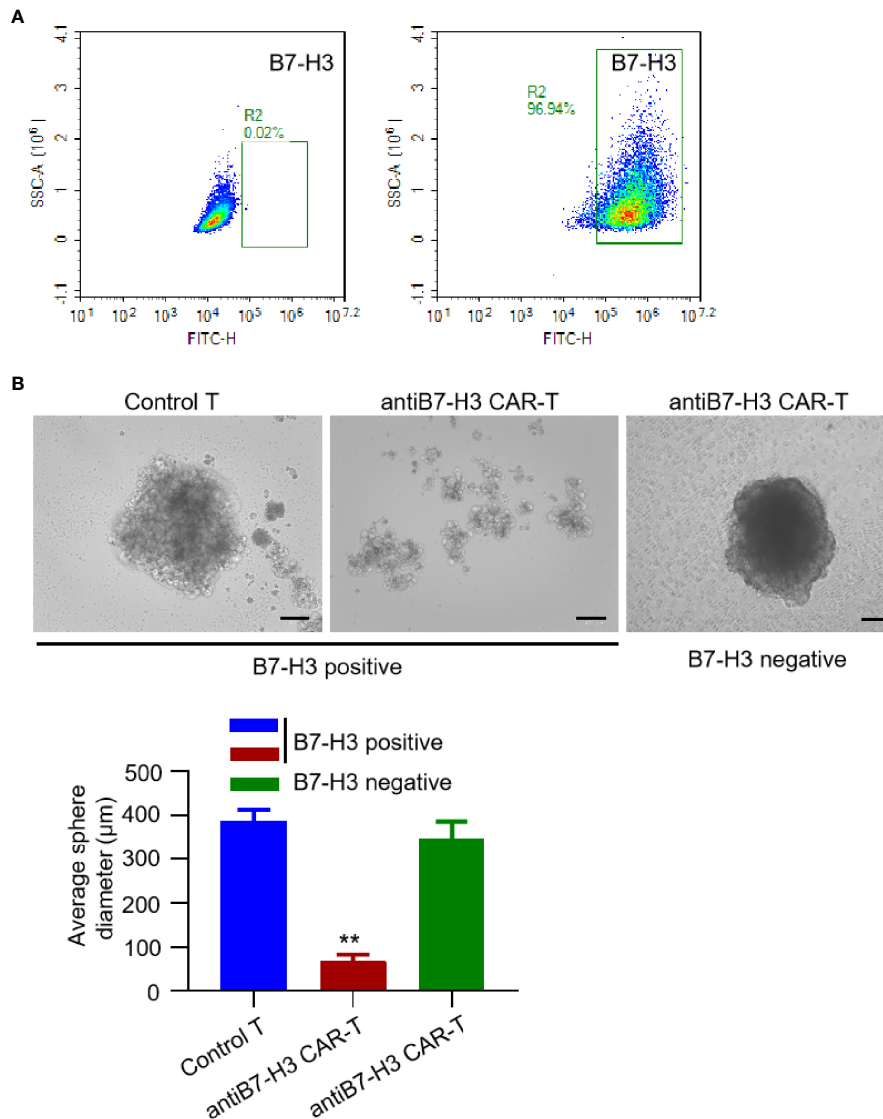 A
B7-H3
R2
0.02%
SSC-A [10⁶ ]
4.1
3
2
1
0
-1.1
10¹ 10² 10³ 10⁴ 10⁵ 10⁶ 10⁷·²
FITC-H
B7-H3
R2
96.94%
SSC-A [10⁶ ]
4.1
3
2
1
0
-1.1
10¹ 10² 10³ 10⁴ 10⁵ 10⁶ 10⁷·²
FITC-H
B
Control T antiB7-H3 CAR-T antiB7-H3 CAR-T
B7-H3 positive B7-H3 negative
B7-H3 positive
B7-H3 negative
Average sphere
diameter (μm)
500
400
300
200
100
0
**
Control T
antiB7-H3 CAR-T
antiB7-H3 CAR-T